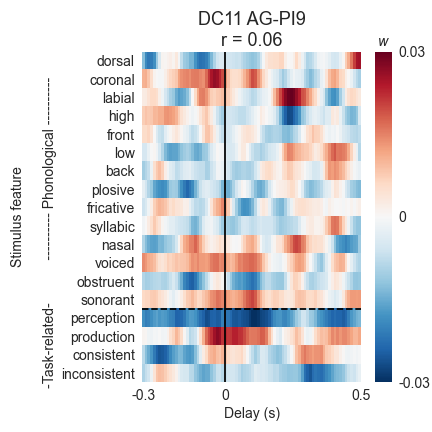 DC11 AG-PI9
r = 0.06
w
dorsal
coronal
labial
high
front
low
back
plosive
fricative
syllabic
nasal
voiced
obstruent
sonorant
perception
production
consistent
inconsistent
Stimulus feature
-Task-related- ---------- Phonological ----------
0.03
0
-0.03
-0.3 0 0.5
Delay (s)